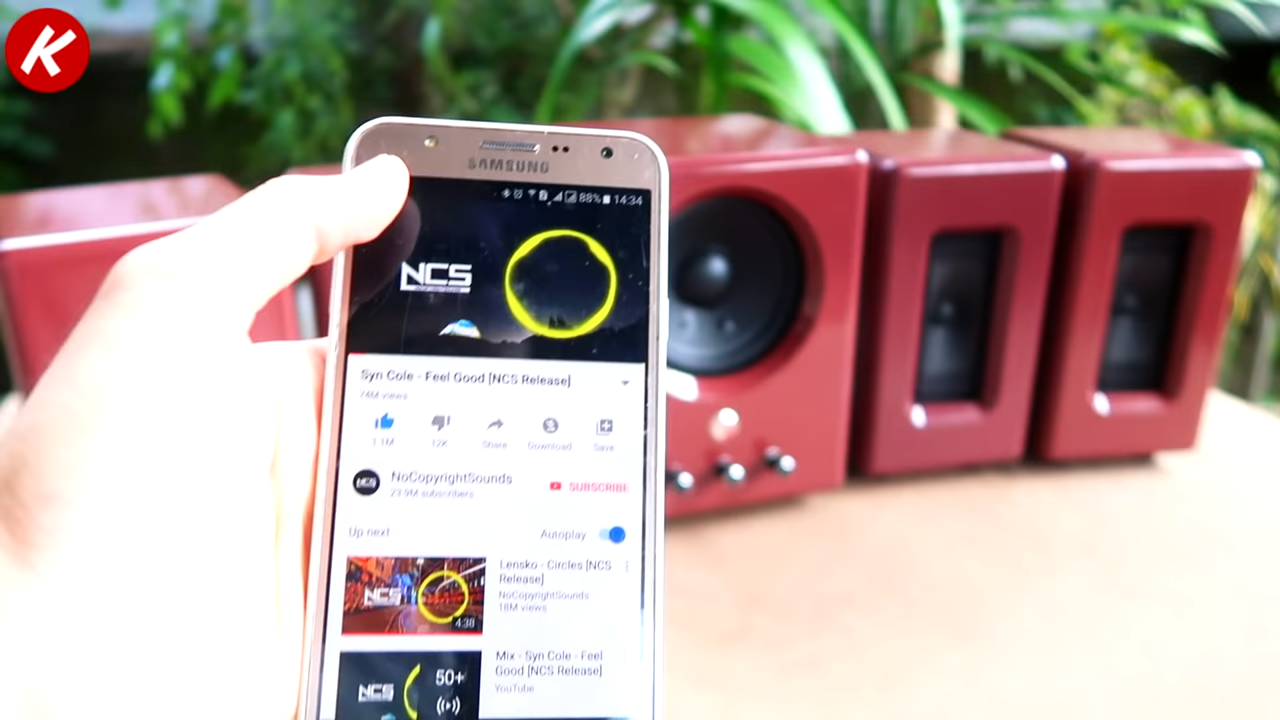 K
SAMSUNG
88% 14:34
NCS
Syn Cole - Feel Good [NCS Release]
74M views
1.1M
12K
Share
Download
Save
NCS
NoCopyrightSounds
23.9M subscribers
SUBSCRIBE
Up next
Autoplay
NCS
4:38
Lensko - Circles [NCS
Release]
NoCopyrightSounds
18M views
NCS
50+
Mix - Syn Cole - Feel
Good [NCS Release]
YouTube